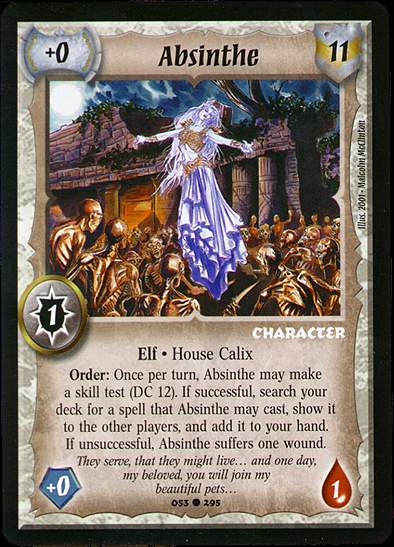 +0
Absinthe
11
Illus. 2001 • Malcolm McClinton
1
CHARACTER
Elf • House Calix
Order: Once per turn, Absinthe may make
a skill test (DC 12). If successful, search your
deck for a spell that Absinthe may cast, show it
to the other players, and add it to your hand.
If unsuccessful, Absinthe suffers one wound.
They serve, that they might live… and one day,
my beloved, you will join my
beautiful pets…
+0
1
053 ● 295